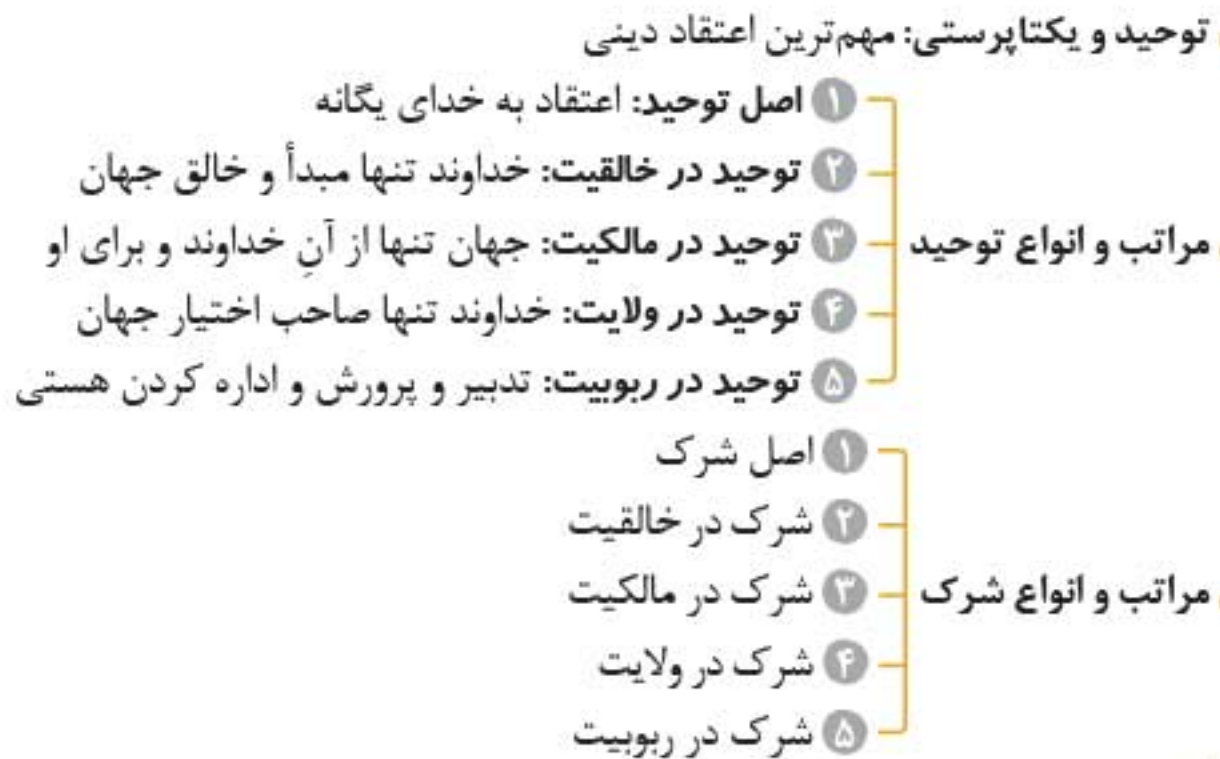 توحید و یکتاپرستی: مهم‌ترین اعتقاد دینی
۱ اصل توحید: اعتقاد به خدای یگانه
۲ توحید در خالقیت: خداوند تنها مبدأ و خالق جهان
مراتب و انواع توحید ۳ توحید در مالکیت: جهان تنها از آنِ خداوند و برای او
۴ توحید در ولایت: خداوند تنها صاحب اختیار جهان
۵ توحید در ربوبیت: تدبیر و پرورش و اداره کردن هستی
۱ اصل شرک
۲ شرک در خالقیت
مراتب و انواع شرک ۳ شرک در مالکیت
۴ شرک در ولایت
۵ شرک در ربوبیت